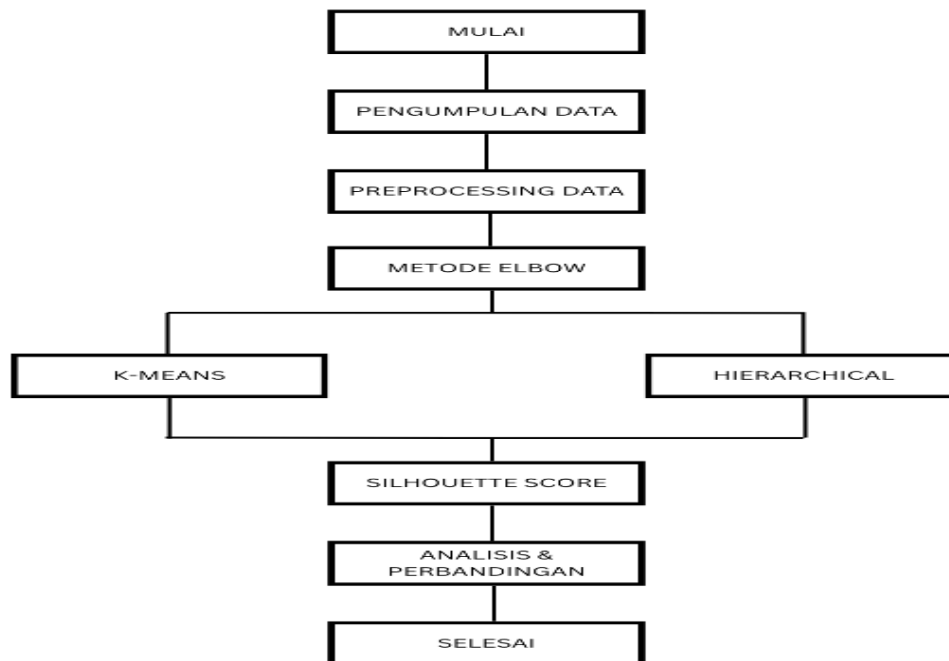 MULAI
PENGUMPULAN DATA
PREPROCESSING DATA
METODE ELBOW
K-MEANS
HIERARCHICAL
SILHOUETTE SCORE
ANALISIS &
PERBANDINGAN
SELESAI